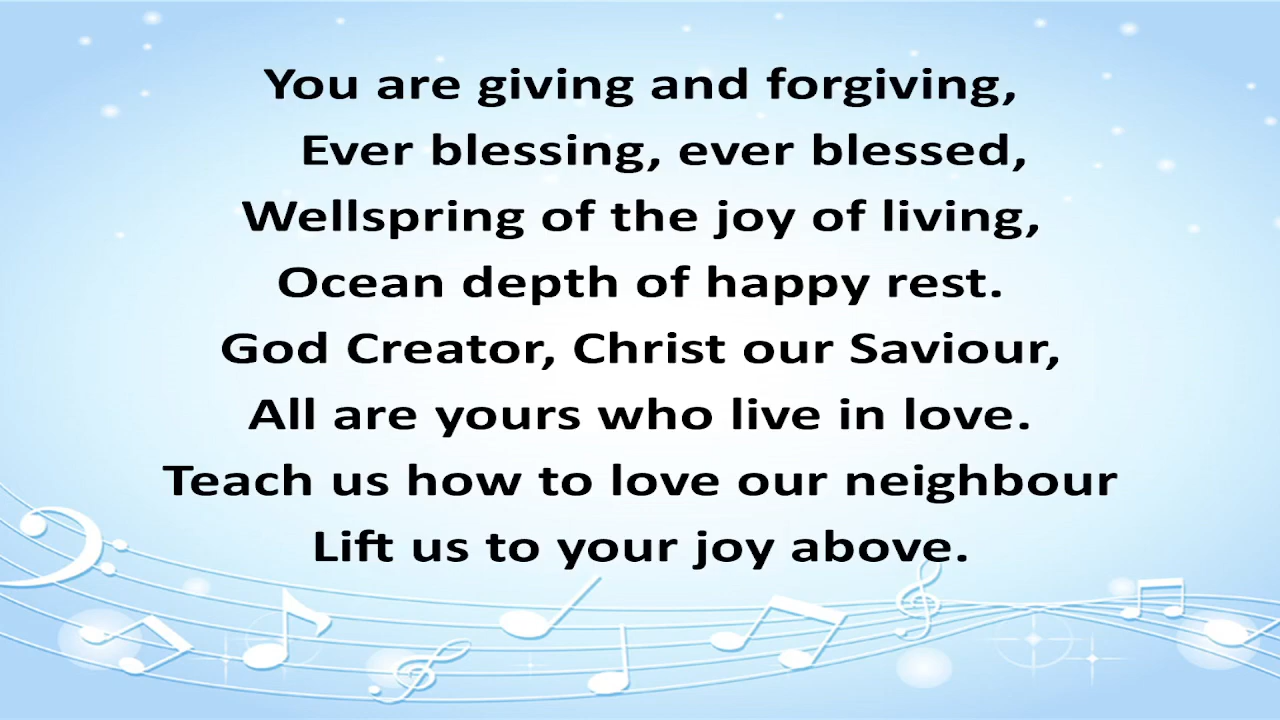 You are giving and forgiving,
Ever blessing, ever blessed,
Wellspring of the joy of living,
Ocean depth of happy rest.
God Creator, Christ our Saviour,
All are yours who live in love.
Teach us how to love our neighbour
Lift us to your joy above.